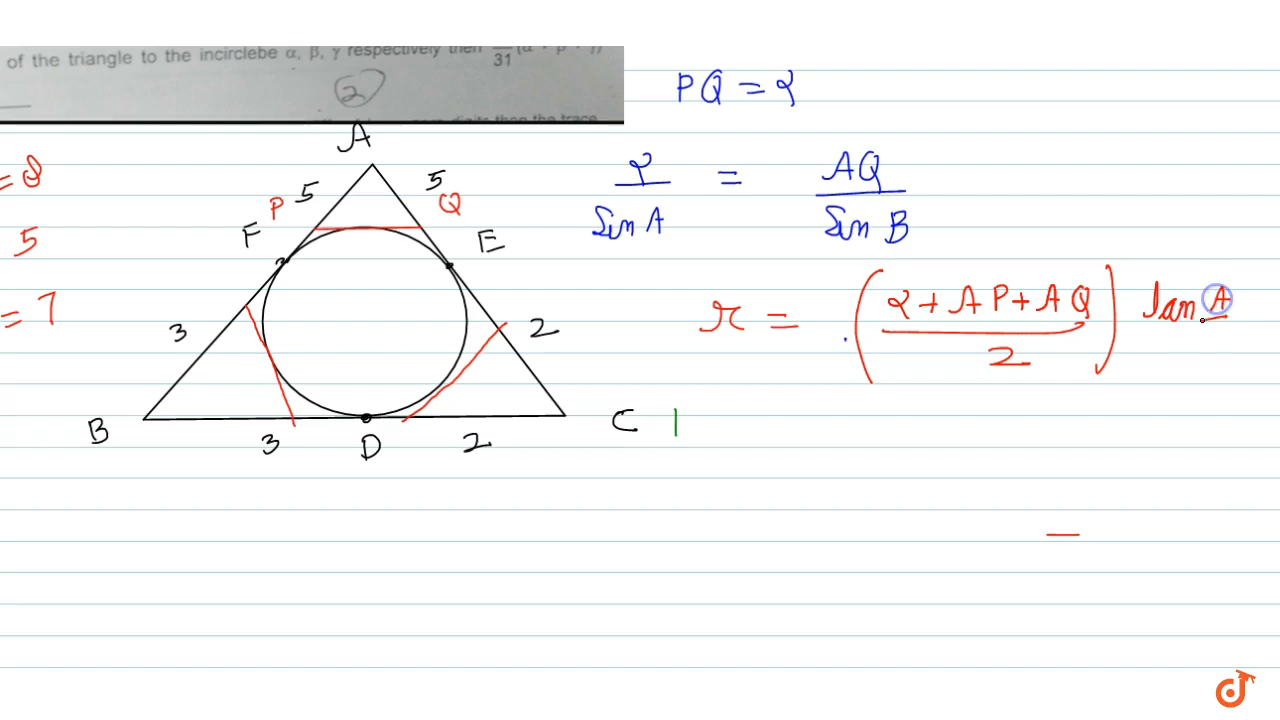 of the triangle to the incirclebe α, β, γ respectively then
31
2
PQ = α
A
= 8
5
5
P
Q
F
E
α / Sin A = AQ / Sin B
5
= 7
r = ((α + AP + AQ) / 2) tan A
3
2
B
3
D
2
C